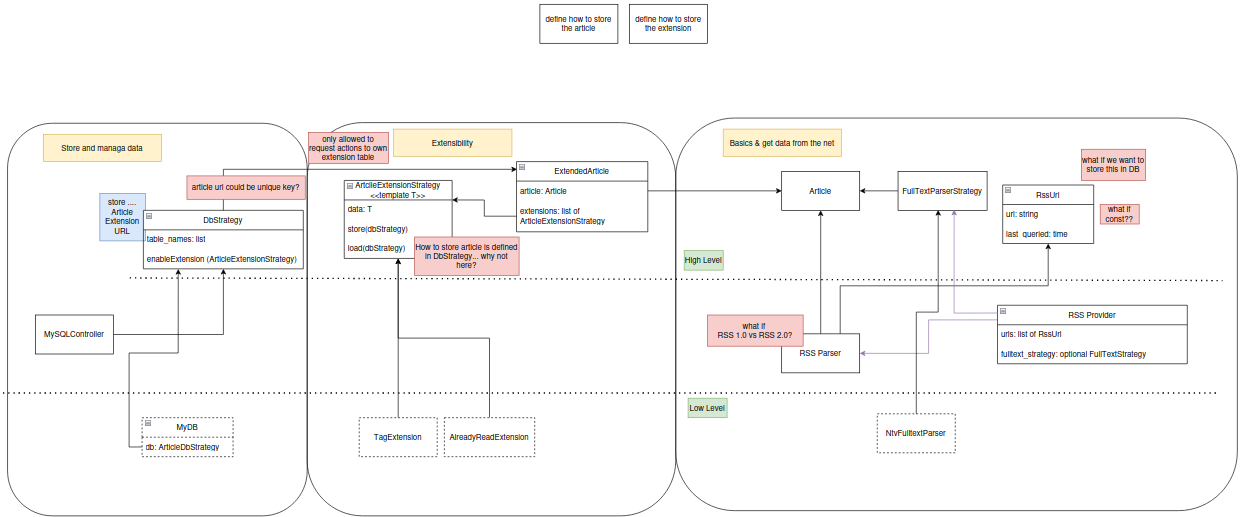 define how to store
the article
define how to store
the extension
Store and managa data
only allowed to
request actions to own
extension table
Extensibility
Basics & get data from the net
article url could be unique key?
store ....
Article
Extension
URL
DbStrategy
table_names: list
enableExtension (ArticleExtensionStrategy)
ArtcileExtensionStrategy
<<template T>>
data: T
store(dbStrategy)
load(dbStrategy)
How to store article is defined
in DbStrategy... why not
here?
ExtendedArticle
article: Article
extensions: list of
ArticleExtensionStrategy
Article
FullTextParserStrategy
what if we want to
store this in DB
RssUrl
url: string
last_queried: time
what if
const??
High Level
MySQLController
what if
RSS 1.0 vs RSS 2.0?
RSS Parser
RSS Provider
urls: list of RssUrl
fulltext_strategy: optional FullTextStrategy
Low Level
MyDB
db: ArticleDbStrategy
TagExtension
AlreadyReadExtension
NtvFulltextParser